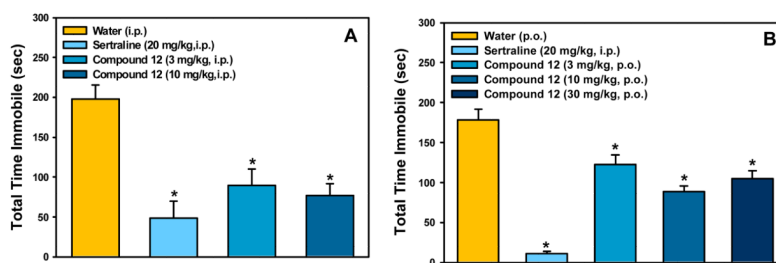 300
250
200
150
100
50
0
Total Time Immobile (sec)
Water (i.p.)
Sertraline (20 mg/kg,i.p.)
Compound 12 (3 mg/kg, i.p.)
Compound 12 (10 mg/kg,i.p.)
A
*
*
*
300
250
200
150
100
50
0
Total Time Immobile (sec)
Water (p.o.)
Sertraline (20 mg/kg, i.p.)
Compound 12 (3 mg/kg, p.o.)
Compound 12 (10 mg/kg, p.o.)
Compound 12 (30 mg/kg, p.o.)
B
*
*
*
*